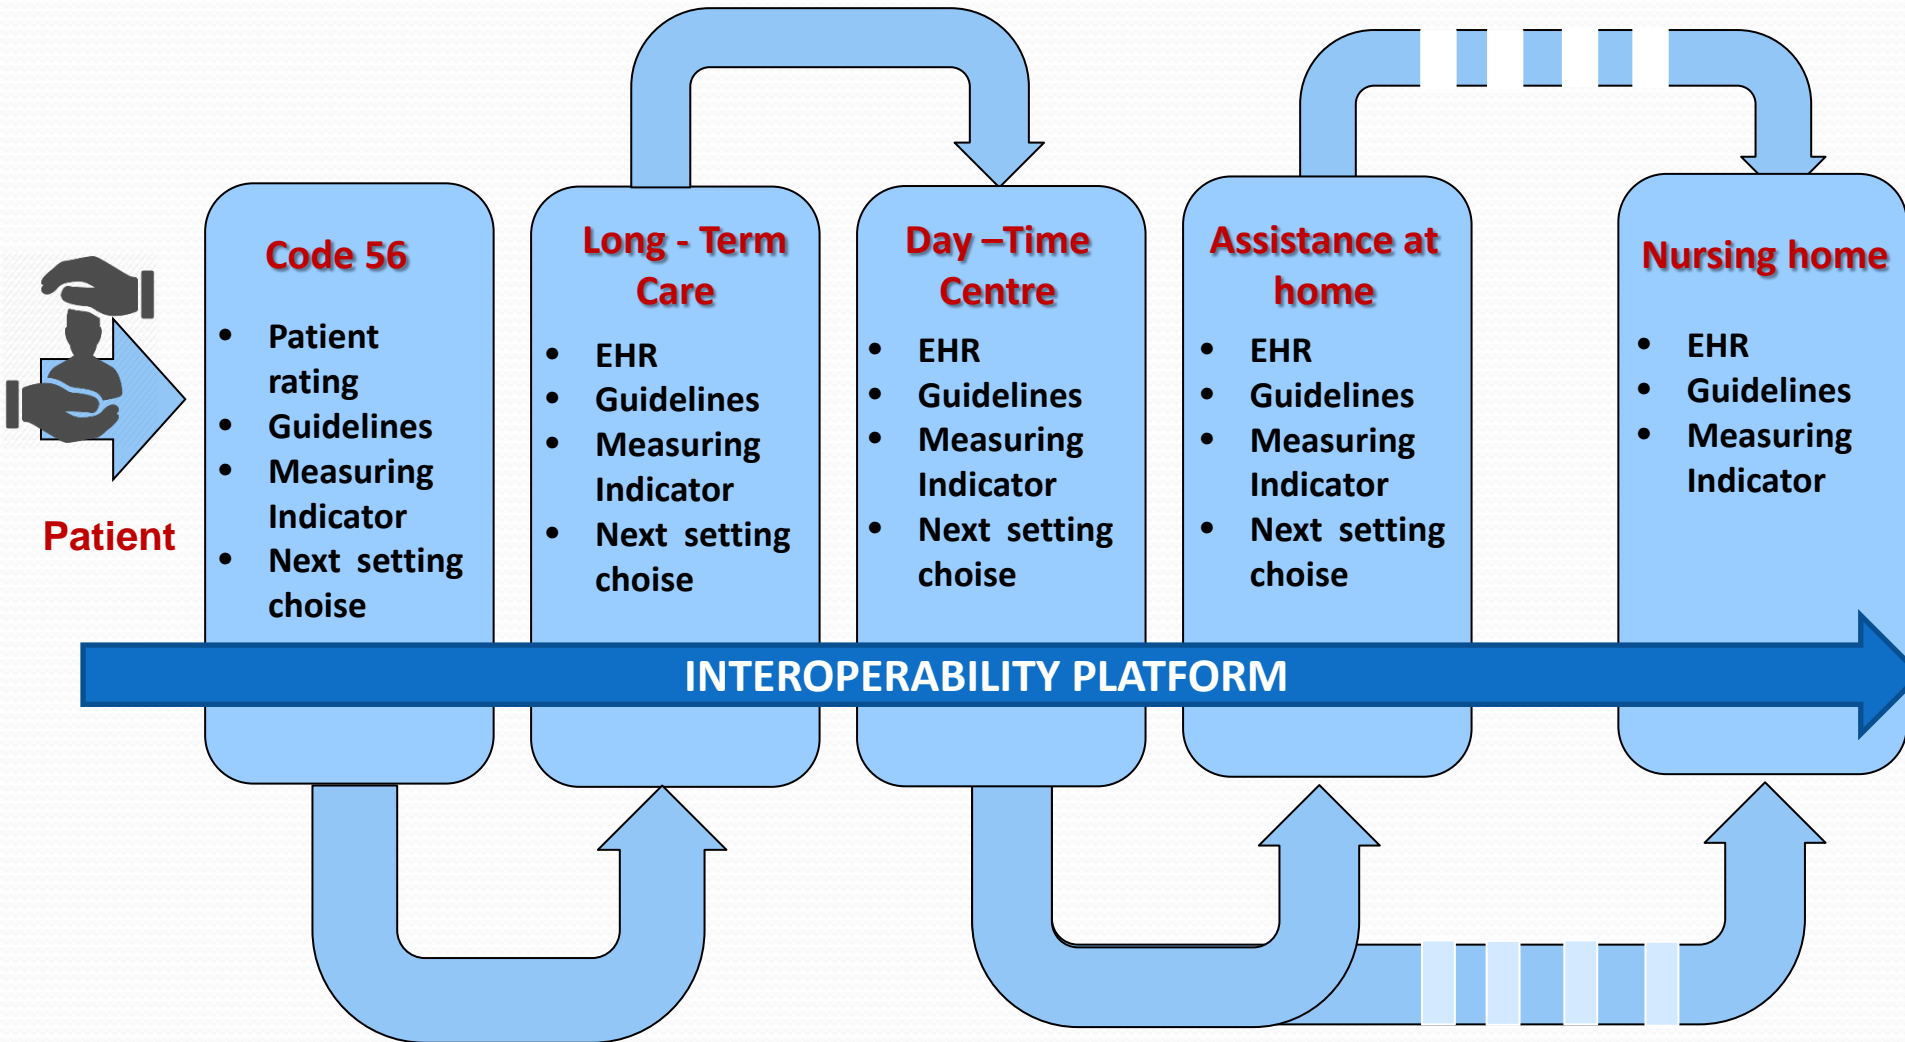 Patient
Code 56
• Patient
rating
• Guidelines
• Measuring
Indicator
• Next setting
choise
Long - Term
Care
• EHR
• Guidelines
• Measuring
Indicator
• Next setting
choise
Day –Time
Centre
• EHR
• Guidelines
• Measuring
Indicator
• Next setting
choise
Assistance at
home
• EHR
• Guidelines
• Measuring
Indicator
• Next setting
choise
Nursing home
• EHR
• Guidelines
• Measuring
Indicator
INTEROPERABILITY PLATFORM